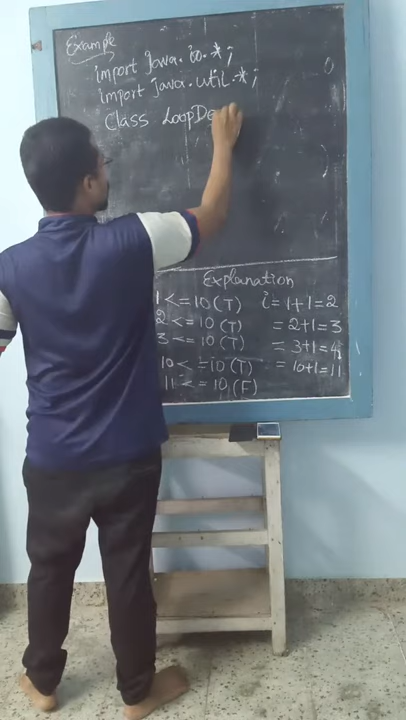 Example
import java.io.*;
import java.util.*;
Class LoopDe
Explanation
1 <= 10 (T) i = 1+1=2
2 <= 10 (T) = 2+1=3
3 <= 10 (T) = 3+1=4
10 <= 10 (T) = 10+1=11
11 <= 10 (F)